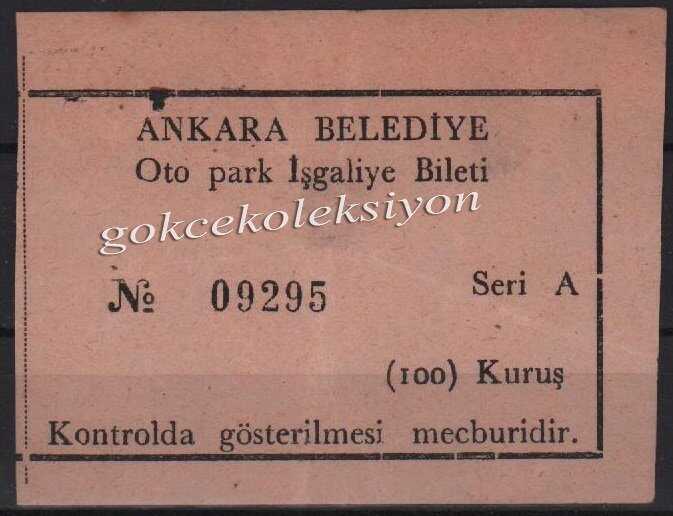 ANKARA BELEDİYE
Oto park İşgaliye Bileti
gokcekoleksiyon
№ 09295
Seri A
(100) Kuruş
Kontrolda gösterilmesi mecburidir.